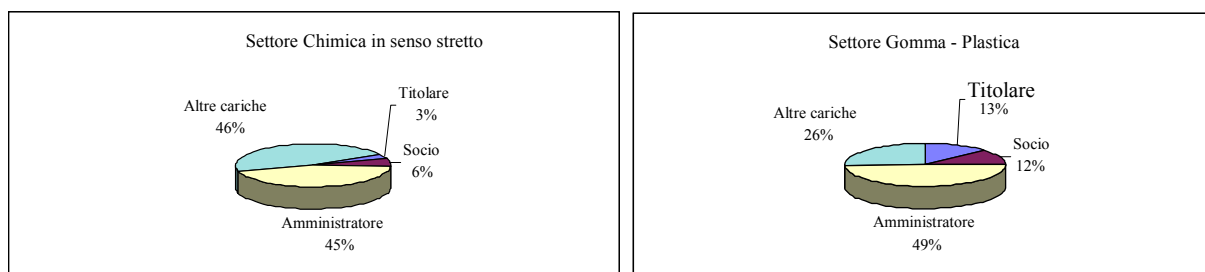 Settore Chimica in senso stretto
Titolare
3%
Altre cariche
46%
Socio
6%
Amministratore
45%
Settore Gomma - Plastica
Titolare
13%
Altre cariche
26%
Socio
12%
Amministratore
49%